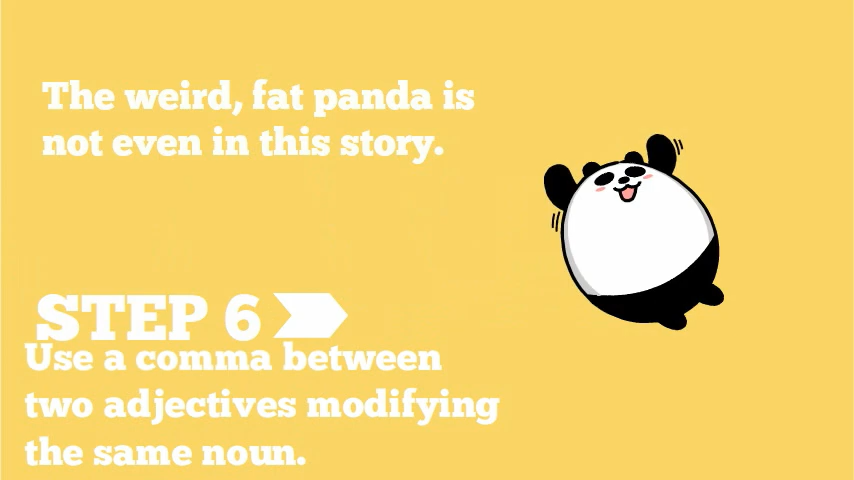 The weird, fat panda is
not even in this story.
STEP 6
Use a comma between
two adjectives modifying
the same noun.